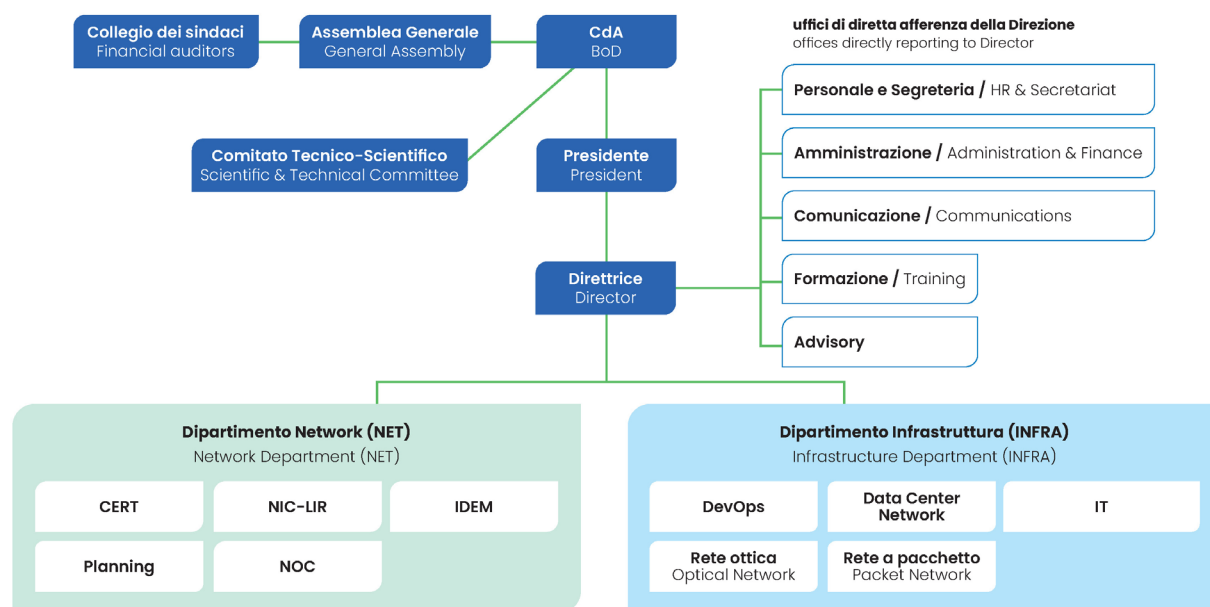 Collegio dei sindaci
Financial auditors
Assemblea Generale
General Assembly
CdA
BoD
uffici di diretta afferenza della Direzione
offices directly reporting to Director
Personale e Segreteria / HR & Secretariat
Amministrazione / Administration & Finance
Comunicazione / Communications
Formazione / Training
Advisory
Comitato Tecnico-Scientifico
Scientific & Technical Committee
Presidente
President
Direttrice
Director
Dipartimento Network (NET)
Network Department (NET)
CERT
NIC-LIR
IDEM
Planning
NOC
Dipartimento Infrastruttura (INFRA)
Infrastructure Department (INFRA)
DevOps
Data Center
Network
IT
Rete ottica
Optical Network
Rete a pacchetto
Packet Network